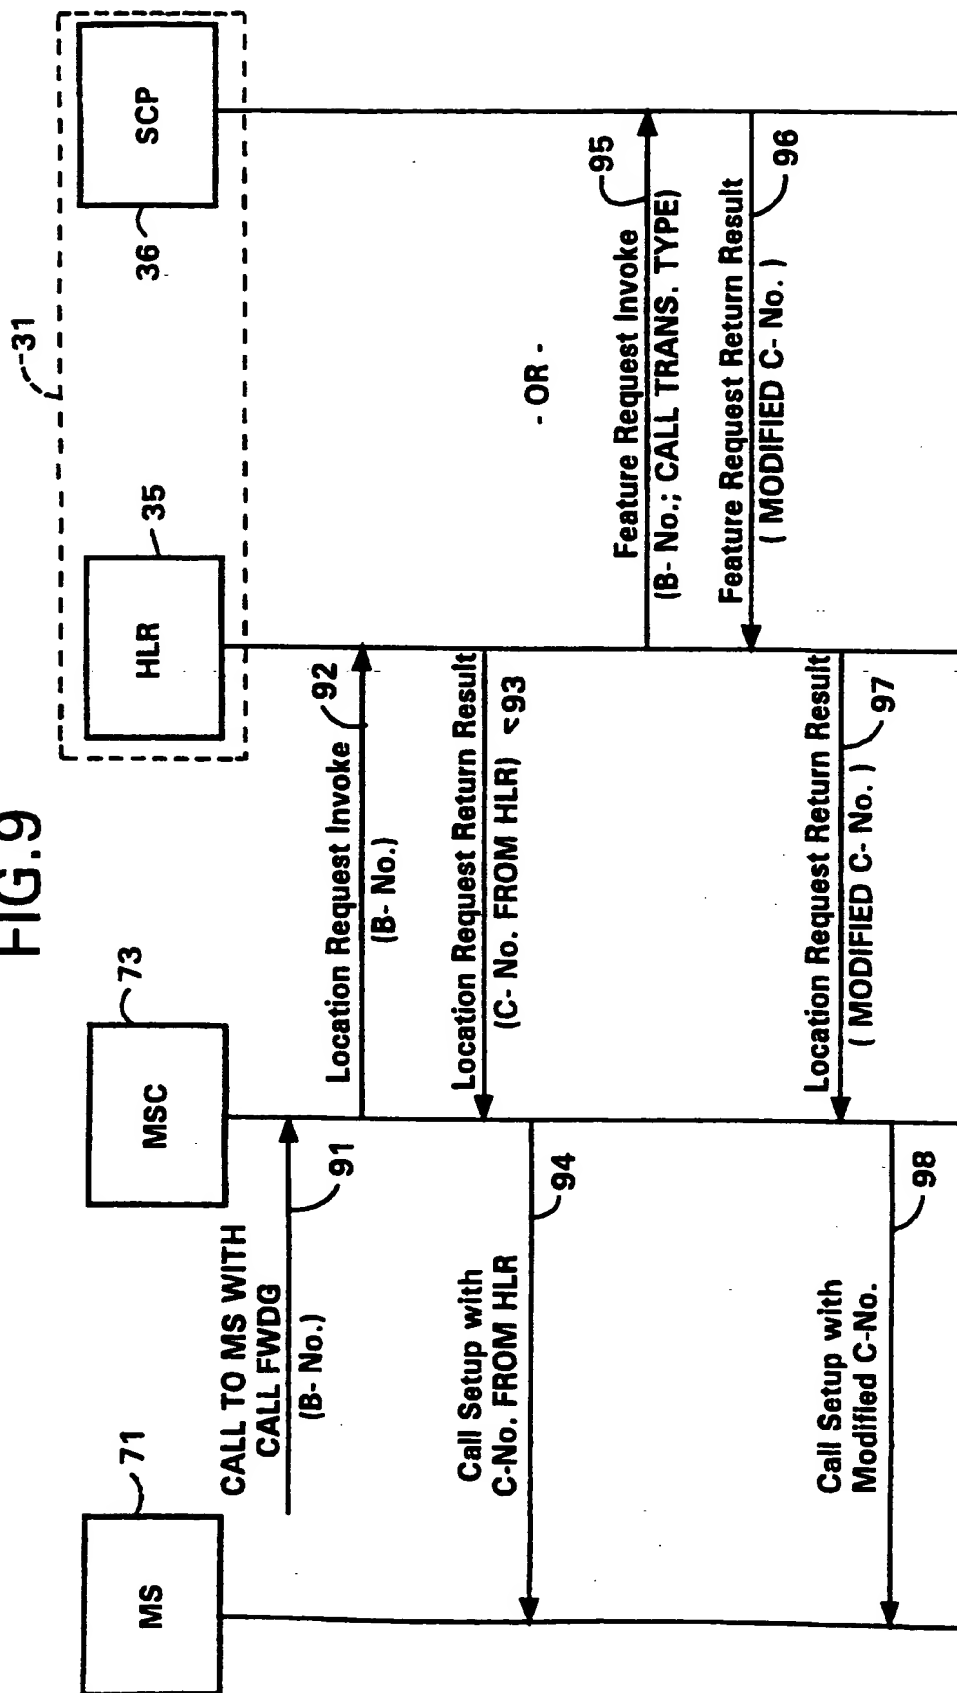 FIG.9
31
MS
71
MSC
73
HLR
35
SCP
36
CALL TO MS WITH
CALL FWDG
(B- No.)
91
Location Request Invoke
(B- No.)
92
Location Request Return Result
(C- No. FROM HLR)
93
Call Setup with
C-No. FROM HLR
94
- OR -
Feature Request Invoke
(B- No.; CALL TRANS. TYPE)
95
Feature Request Return Result
( MODIFIED C- No. )
96
Location Request Return Result
( MODIFIED C- No. )
97
Call Setup with
Modified C-No.
98